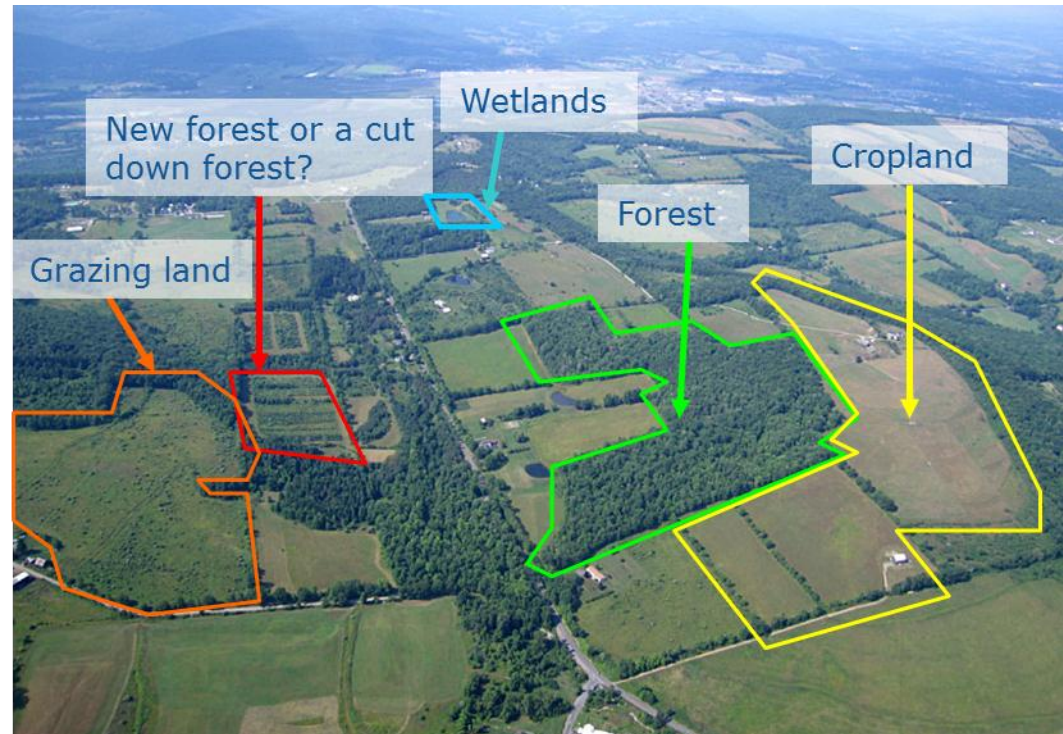 Wetlands
New forest or a cut
down forest?
Cropland
Forest
Grazing land